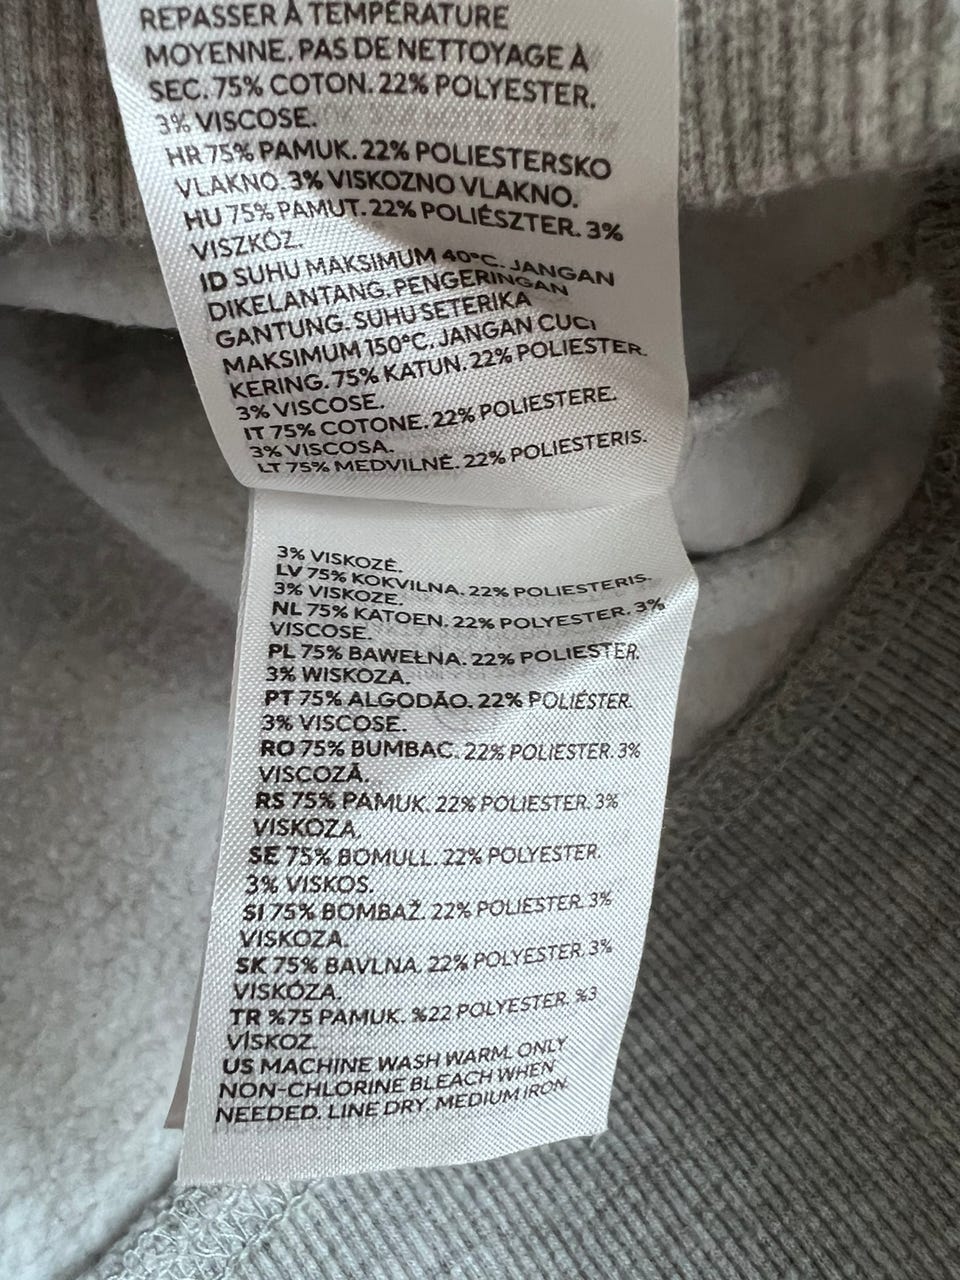 REPASSER À TEMPÉRATURE
MOYENNE. PAS DE NETTOYAGE À
SEC. 75% COTON. 22% POLYESTER.
3% VISCOSE.
HR 75% PAMUK. 22% POLIESTERSKO
VLAKNO. 3% VISKOZNO VLAKNO.
HU 75% PAMUT. 22% POLIÉSZTER. 3%
VISZKÓZ.
ID SUHU MAKSIMUM 40°C. JANGAN
DIKELANTANG. PENGERINGAN
GANTUNG. SUHU SETERIKA
MAKSIMUM 150°C. JANGAN CUCI
KERING. 75% KATUN. 22% POLIESTER.
3% VISCOSE.
IT 75% COTONE. 22% POLIESTERE.
3% VISCOSA.
LT 75% MEDVILNĖ. 22% POLIESTERIS.
3% VISKOZĖ.
LV 75% KOKVILNA. 22% POLIESTERIS.
3% VISKOZE.
NL 75% KATOEN. 22% POLYESTER. 3%
VISCOSE.
PL 75% BAWEŁNA. 22% POLIESTER.
3% WISKOZA.
PT 75% ALGODÃO. 22% POLIÉSTER.
3% VISCOSE.
RO 75% BUMBAC. 22% POLIESTER. 3%
VISCOZĂ.
RS 75% PAMUK. 22% POLIESTER. 3%
VISKOZA.
SE 75% BOMULL. 22% POLYESTER.
3% VISKOS.
SI 75% BOMBAŽ. 22% POLIESTER. 3%
VISKOZA.
SK 75% BAVLNA. 22% POLYESTER. 3%
VISKÓZA.
TR %75 PAMUK. %22 POLYESTER. %3
VİSKOZ.
US MACHINE WASH WARM. ONLY
NON-CHLORINE BLEACH WHEN
NEEDED. LINE DRY. MEDIUM IRON.